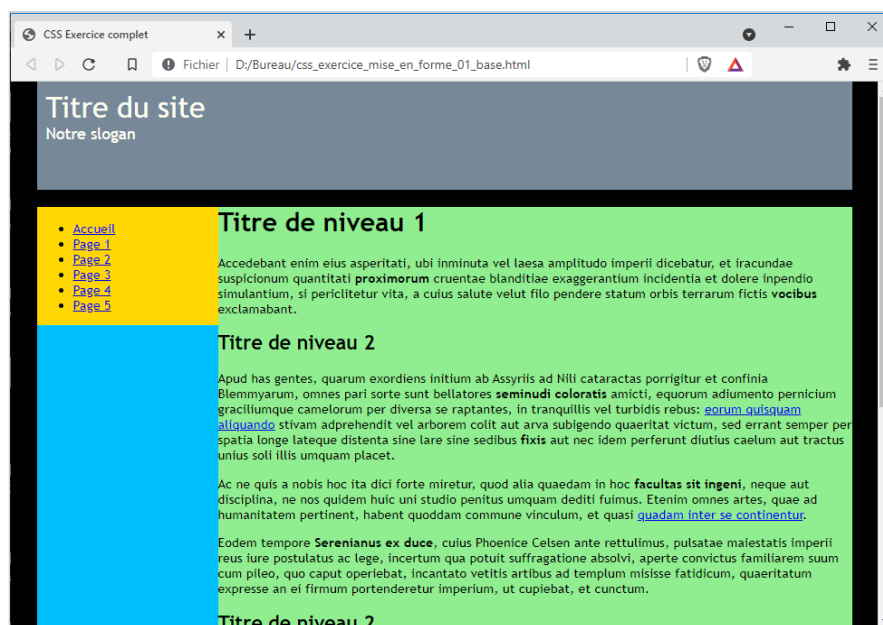 CSS Exercice complet
Fichier D:/Bureau/css_exercice_mise_en_forme_01_base.html
Titre du site
Notre slogan
Accueil
Page 1
Page 2
Page 3
Page 4
Page 5
Titre de niveau 1
Accedebant enim eius asperitati, ubi inminuta vel laesa amplitudo imperii dicebatur, et iracundae
suspicionum quantitati proximorum cruentae blanditiae exaggerantium incidentia et dolere inpendio
simulantium, si periclitetur vita, a cuius salute velut filo pendere statum orbis terrarum fictis vocibus
exclamabant.
Titre de niveau 2
Apud has gentes, quarum exordiens initium ab Assyriis ad Nili cataractas porrigitur et confinia
Blemmyarum, omnes pari sorte sunt bellatores seminudi coloratis amicti, equorum adiumento pernicium
graciliumque camelorum per diversa se raptantes, in tranquillis vel turbidis rebus: eorum quisquam
aliquando stivam adprehendit vel arborem colit aut arva subigendo quaeritat victum, sed errant semper per
spatia longe lateque distenta sine lare sine sedibus fixis aut nec idem perferunt diutius caelum aut tractus
unius soli illis umquam placet.
Ac ne quis a nobis hoc ita dici forte miretur, quod alia quaedam in hoc facultas sit ingeni, neque aut
disciplina, ne nos quidem huic uni studio penitus umquam dediti fuimus. Etenim omnes artes, quae ad
humanitatem pertinent, habent quoddam commune vinculum, et quasi quadam inter se continentur.
Eodem tempore Serenianus ex duce, cuius Phoenice Celsen ante rettulimus, pulsatae maiestatis imperii
reus iure postulatus ac lege, incertum qua potuit suffragatione absolvi, aperte convictus familiarem suum
cum pileo, quo caput operiebat, incantato vetitis artibus ad templum misisse fatidicum, quaeritatum
expresse an ei firmum portenderetur imperium, ut cupiebat, et cunctum.
Titre de niveau 2